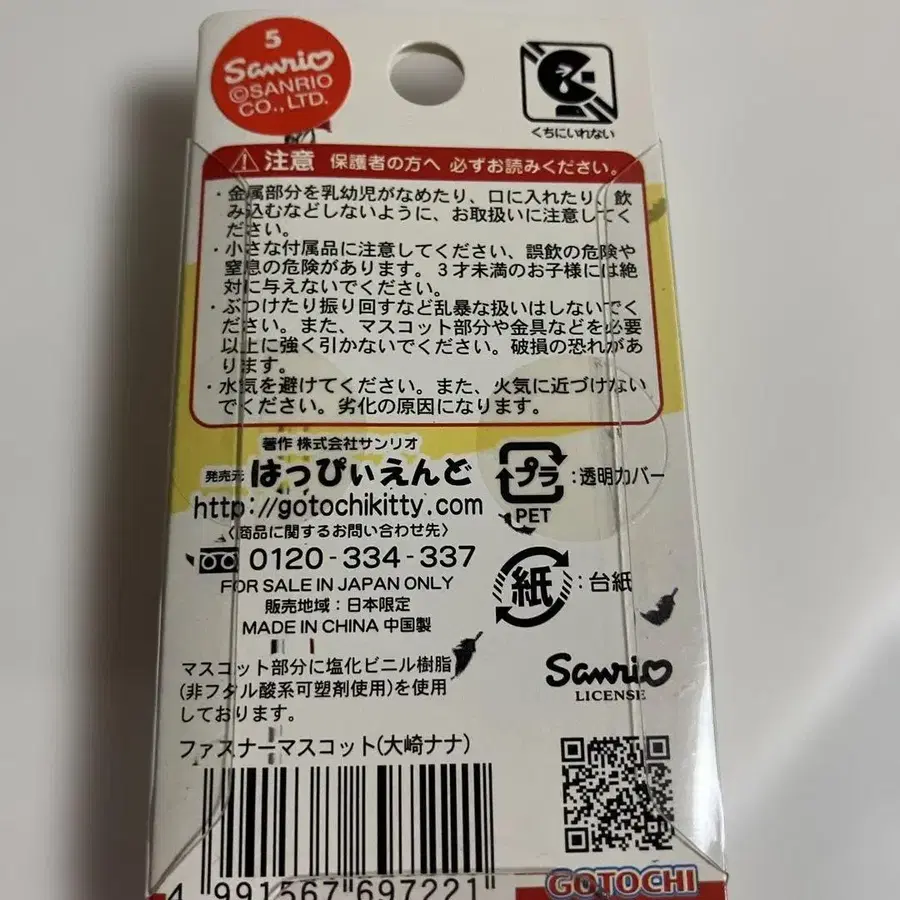 5
Sanrio
©SANRIO
CO., LTD.
くちにいれない
注意 保護者の方へ 必ずお読みください。
・金属部分を乳幼児がなめたり、口に入れたり、飲
み込むなどしないように、お取扱いに注意してく
ださい。
・小さな付属品に注意してください、誤飲の危険や
窒息の危険があります。3才未満のお子様には絶
対に与えないでください。
・ぶつけたり振り回すなど乱暴な扱いはしないでく
ださい。また、マスコット部分や金具などを必要
以上に強く引かないでください。破損の恐れがあ
ります。
・水気を避けてください。また、火気に近づけない
でください。劣化の原因になります。
著作 株式会社サンリオ
発売元 はっぴぃえんど
http://gotochikitty.com
〈商品に関するお問い合わせ先〉
0120-334-337
FOR SALE IN JAPAN ONLY
販売地域：日本限定
MADE IN CHINA 中国製
プラ
：透明カバー
PET
紙
：台紙
マスコット部分に塩化ビニル樹脂
(非フタル酸系可塑剤使用)を使用
しております。
Sanrio
LICENSE
ファスナーマスコット(大崎ナナ)
4 991567 697221
GOTOCHI